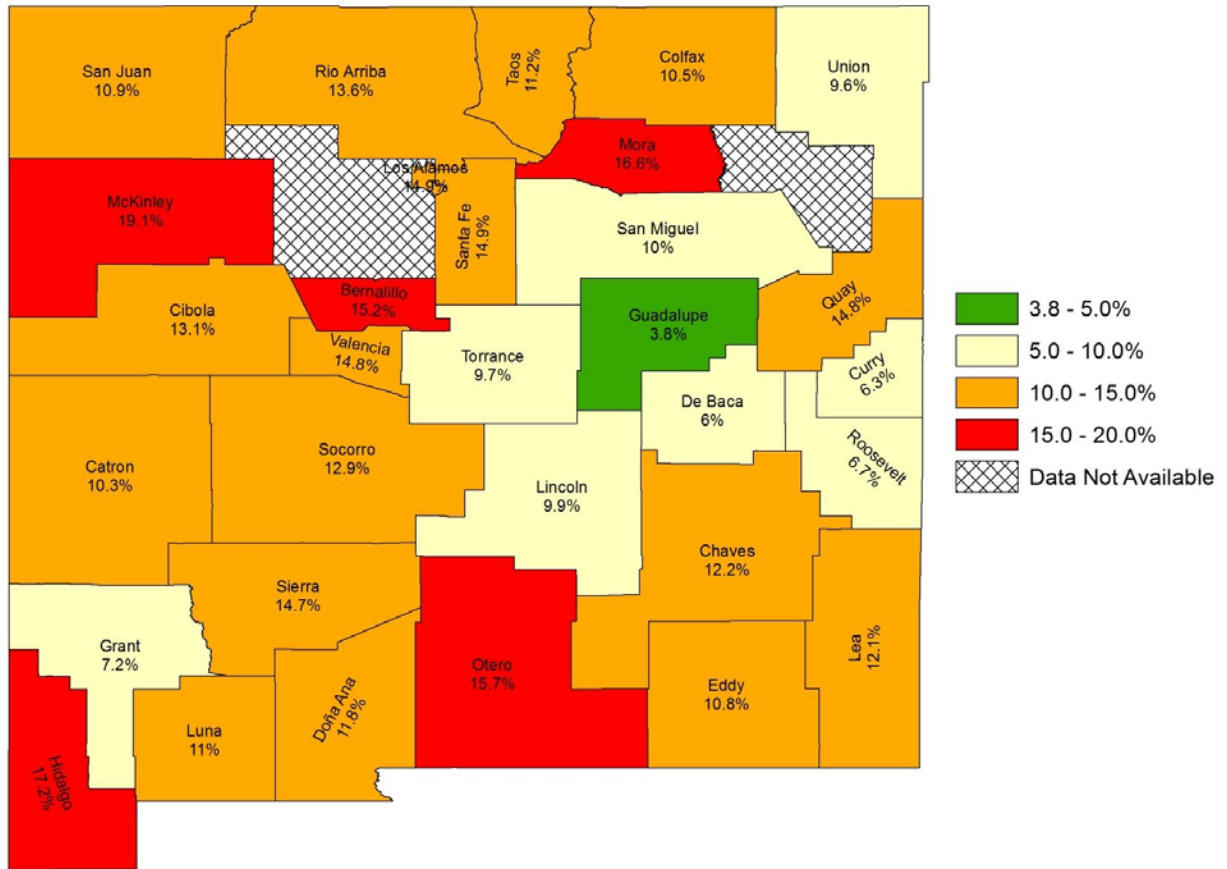 San Juan
10.9%
Rio Arriba
13.6%
Taos
11.2%
Colfax
10.5%
Union
9.6%
Mora
16.6%
Los Alamos
14.9%
McKinley
19.1%
Santa Fe
14.9%
San Miguel
10%
Bernalillo
15.2%
Cibola
13.1%
Valencia
14.8%
Torrance
9.7%
Guadalupe
3.8%
Quay
14.8%
Curry
6.3%
De Baca
6%
Roosevelt
6.7%
Catron
10.3%
Socorro
12.9%
Lincoln
9.9%
Chaves
12.2%
Sierra
14.7%
Grant
7.2%
Otero
15.7%
Lea
12.1%
Eddy
10.8%
Doña Ana
11.8%
Luna
11%
Hidalgo
17.2%
3.8 - 5.0%
5.0 - 10.0%
10.0 - 15.0%
15.0 - 20.0%
Data Not Available